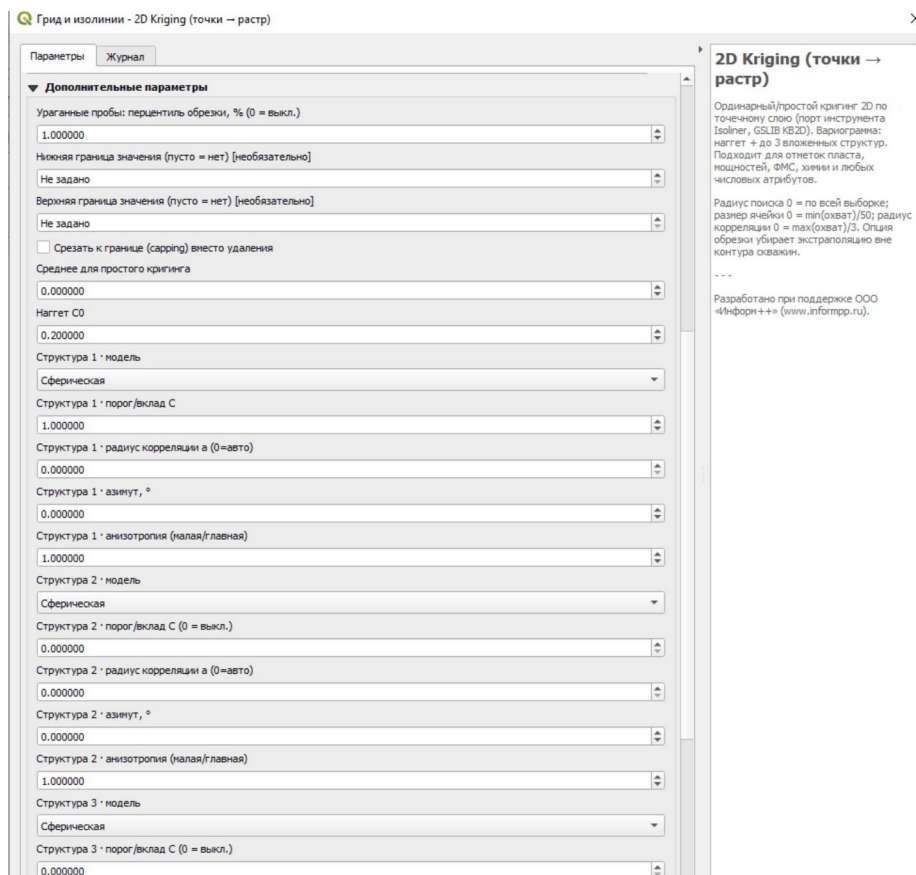 Грид и изолинии - 2D Kriging (точки → растр)
Параметры
Журнал
Дополнительные параметры
Ураганные пробы: перцентиль обрезки, % (0 = выкл.)
1.000000
Нижняя граница значения (пусто = нет) [необязательно]
Не задано
Верхняя граница значения (пусто = нет) [необязательно]
Не задано
Срезать к границе (capping) вместо удаления
Среднее для простого кригинга
0.000000
Наггет C0
0.200000
Структура 1 · модель
Сферическая
Структура 1 · порог/вклад C
1.000000
Структура 1 · радиус корреляции a (0=авто)
0.000000
Структура 1 · азимут, °
0.000000
Структура 1 · анизотропия (малая/главная)
1.000000
Структура 2 · модель
Сферическая
Структура 2 · порог/вклад C (0 = выкл.)
0.000000
Структура 2 · радиус корреляции a (0=авто)
0.000000
Структура 2 · азимут, °
0.000000
Структура 2 · анизотропия (малая/главная)
1.000000
Структура 3 · модель
Сферическая
Структура 3 · порог/вклад C (0 = выкл.)
0.000000
2D Kriging (точки →
растр)
Ординарный/простой кригинг 2D по
точечному слою (порт инструмента
Isoliner, GSLIB KB2D). Вариограмма:
наггет + до 3 вложенных структур.
Подходит для отметок пласта,
мощностей, ФМС, химии и любых
числовых атрибутов.
Радиус поиска 0 = по всей выборке;
размер ячейки 0 = min(охват)/50; радиус
корреляции 0 = max(охват)/3. Опция
обрезки убирает экстраполяцию вне
контура скважин.
- - -
Разработано при поддержке ООО
«Информ++» (www.informpp.ru).